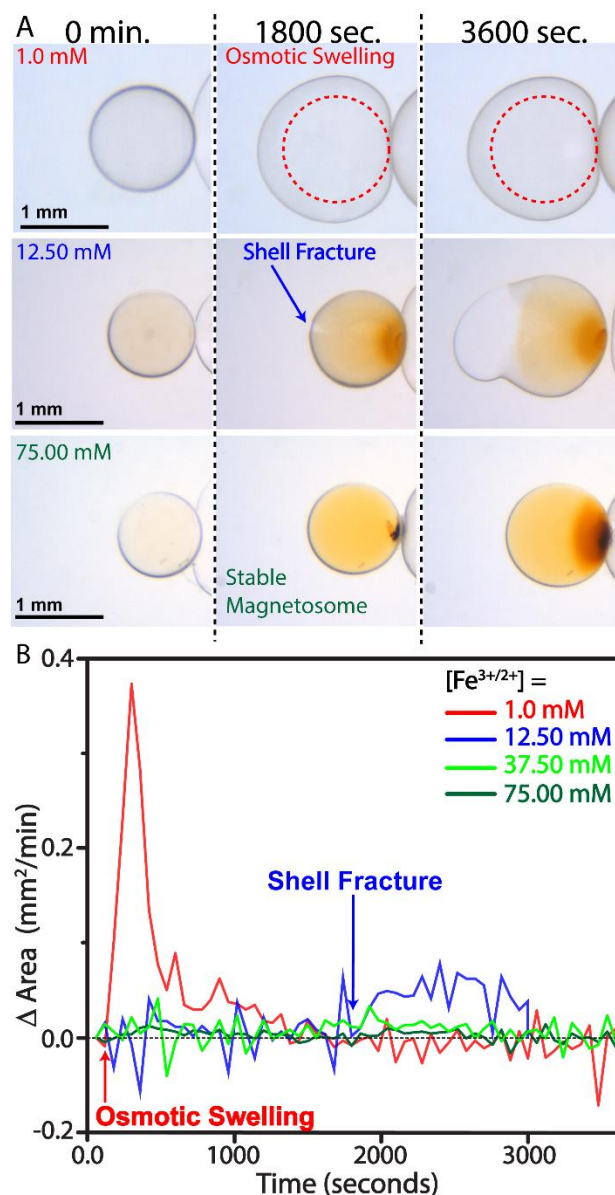 A
0 min.
1800 sec.
3600 sec.
1.0 mM
Osmotic Swelling
1 mm
12.50 mM
Shell Fracture
1 mm
75.00 mM
Stable
Magnetosome
1 mm
B
0.4
[Fe³⁺/²⁺] =
1.0 mM
12.50 mM
37.50 mM
75.00 mM
0.2
Shell Fracture
Δ Area (mm²/min)
0.0
Osmotic Swelling
-0.2
0.0
1000
2000
3000
Time (seconds)